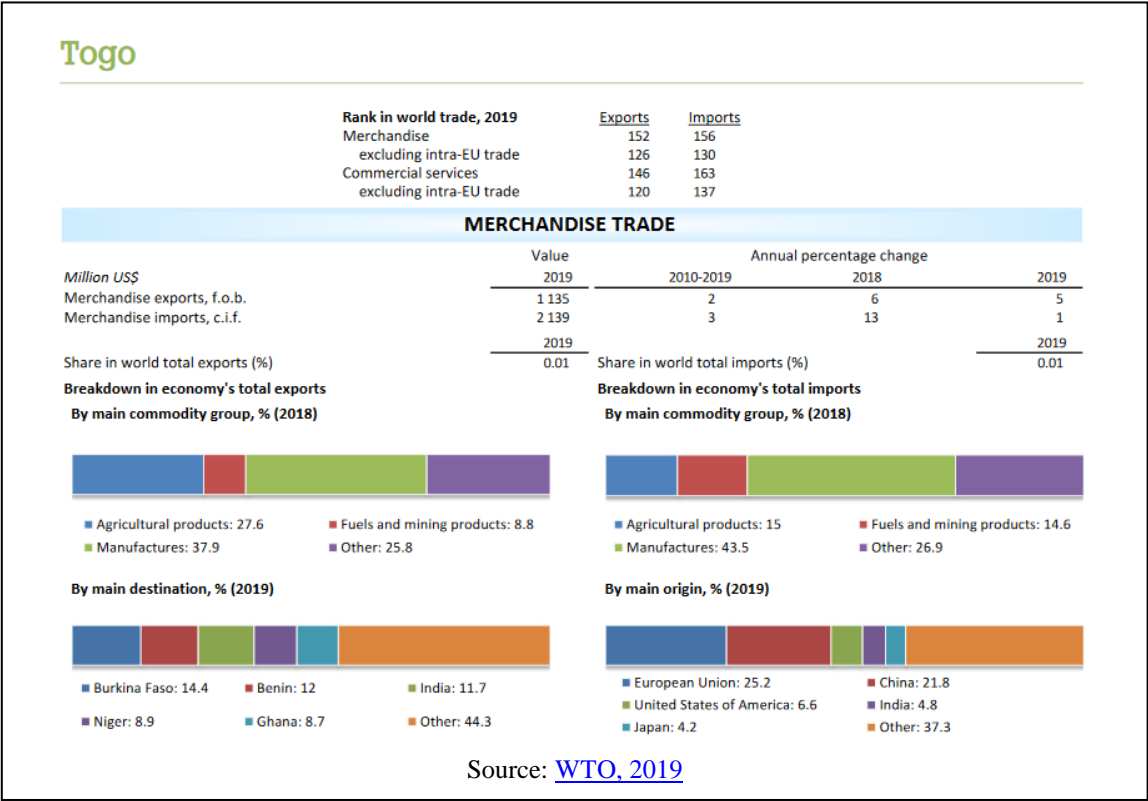 Togo
Rank in world trade, 2019 Exports Imports
Merchandise 152 156
excluding intra-EU trade 126 130
Commercial services 146 163
excluding intra-EU trade 120 137
MERCHANDISE TRADE
Value Annual percentage change
Million US$ 2019 2010-2019 2018 2019
Merchandise exports, f.o.b. 1 135 2 6 5
Merchandise imports, c.i.f. 2 139 3 13 1
2019 2019
Share in world total exports (%) 0.01 Share in world total imports (%) 0.01
Breakdown in economy's total exports Breakdown in economy's total imports
By main commodity group, % (2018) By main commodity group, % (2018)
Agricultural products: 27.6 Fuels and mining products: 8.8 Agricultural products: 15 Fuels and mining products: 14.6
Manufactures: 37.9 Other: 25.8 Manufactures: 43.5 Other: 26.9
By main destination, % (2019) By main origin, % (2019)
Burkina Faso: 14.4 Benin: 12 India: 11.7 European Union: 25.2 China: 21.8
United States of America: 6.6 India: 4.8
Niger: 8.9 Ghana: 8.7 Other: 44.3 Japan: 4.2 Other: 37.3
Source: WTO, 2019